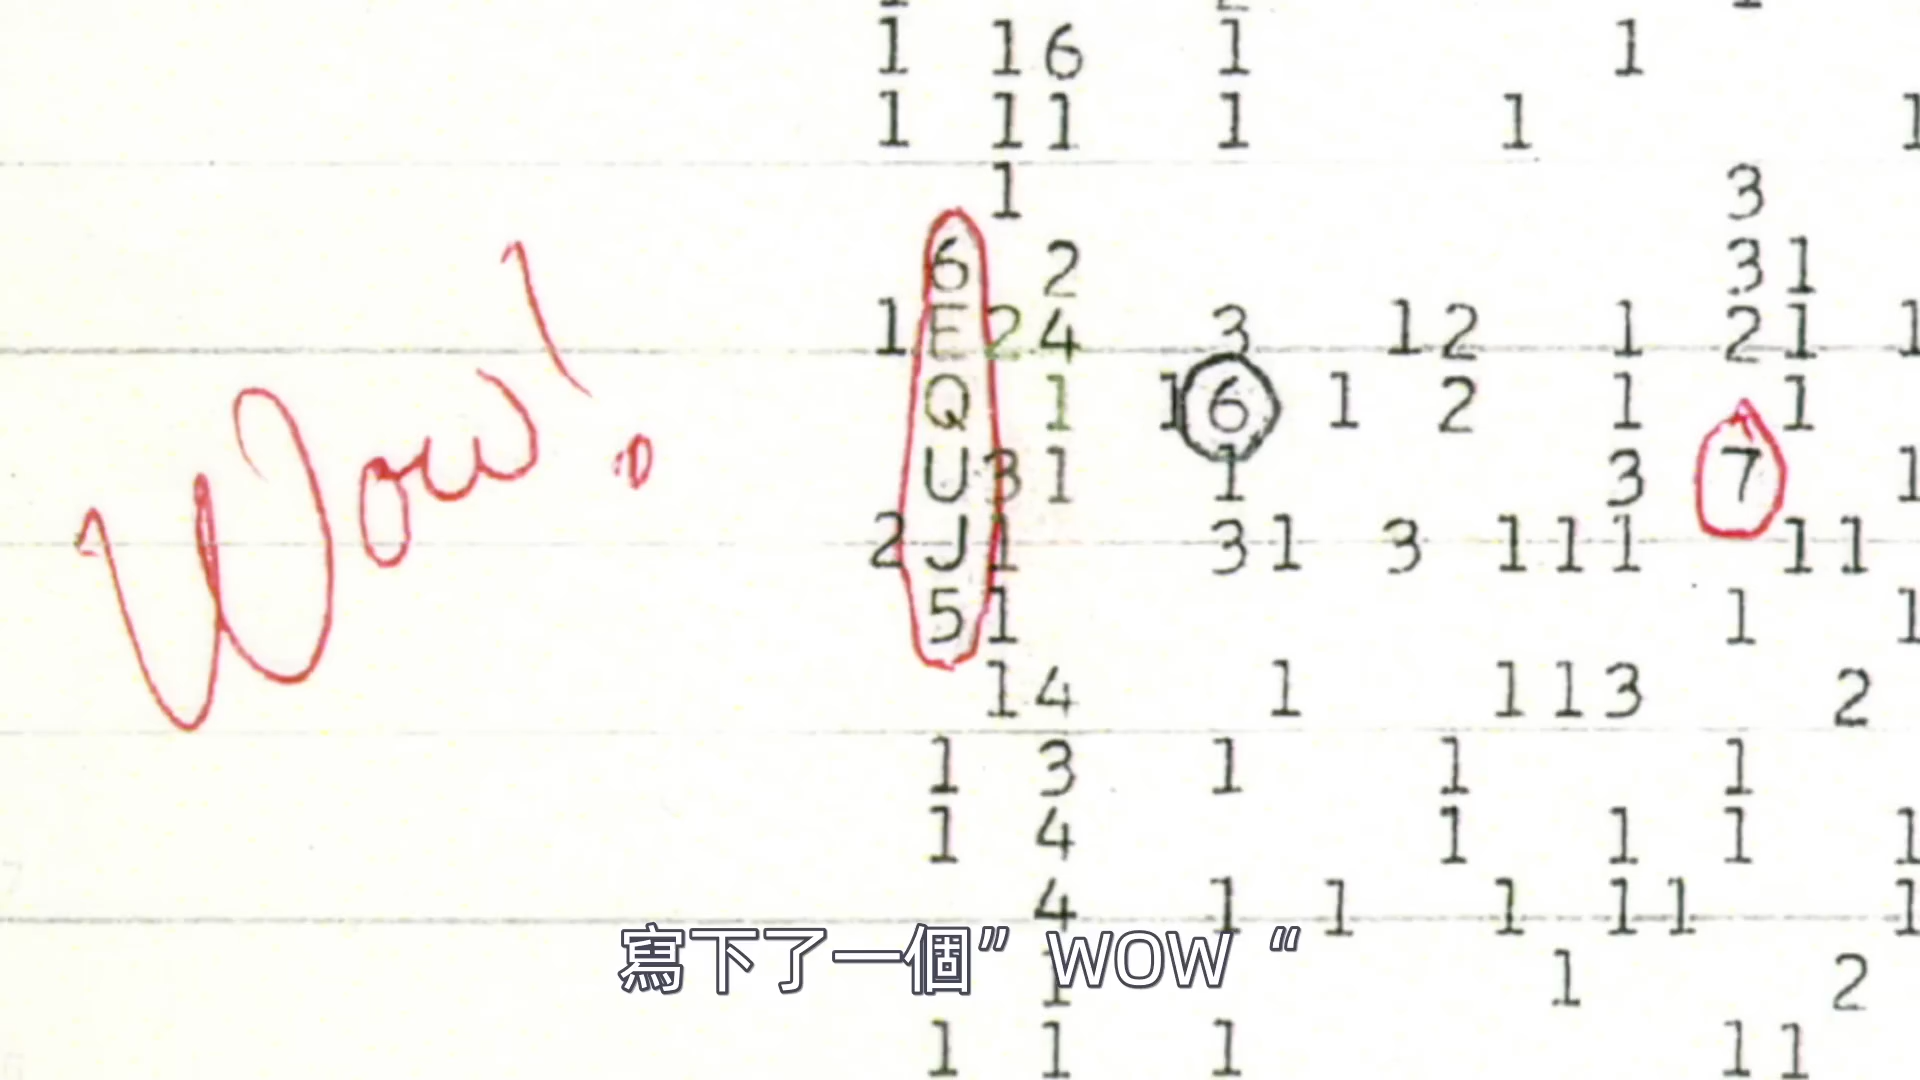 1 16 1 1
1 11 1 1 1
1 3
6 2 31
1E24 3 12 1 21 1
Q 1 16 1 2 1 1
U31 1 3 7 1
2J1 31 3 111 11
51 1 1
14 1 113 2
1 3 1 1 1
1 4 1 1 1 1
4 1 1 1 11 1
1 1 2
1 1 1 11
Wow!
寫下了一個” WOW “